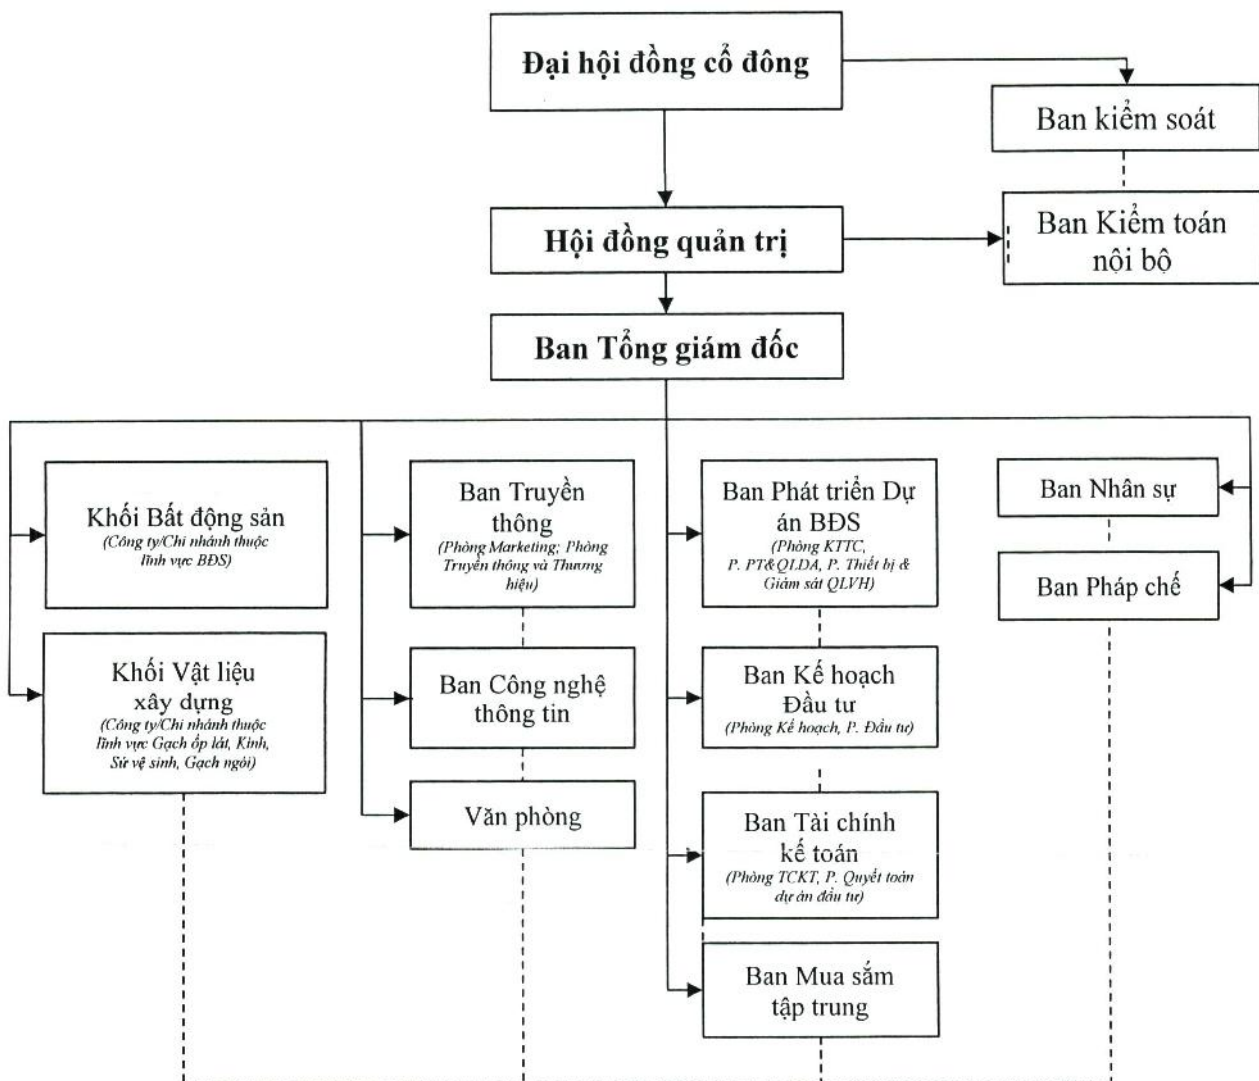 Đại hội đồng cổ đông
Ban kiểm soát
Hội đồng quản trị
Ban Kiểm toán
nội bộ
Ban Tổng giám đốc
Khối Bất động sản
(Công ty/Chi nhánh thuộc
lĩnh vực BĐS)
Khối Vật liệu
xây dựng
(Công ty/Chi nhánh thuộc
lĩnh vực Gạch ốp lát, Kính,
Sứ vệ sinh, Gạch ngói)
Ban Truyền
thông
(Phòng Marketing; Phòng
Truyền thông và Thương
hiệu)
Ban Công nghệ
thông tin
Văn phòng
Ban Phát triển Dự
án BĐS
(Phòng KTTC,
P. PT&QLDA, P. Thiết bị &
Giám sát QLVH)
Ban Kế hoạch
Đầu tư
(Phòng Kế hoạch, P. Đầu tư)
Ban Tài chính
kế toán
(Phòng TCKT, P. Quyết toán
dự án đầu tư)
Ban Mua sắm
tập trung
Ban Nhân sự
Ban Pháp chế